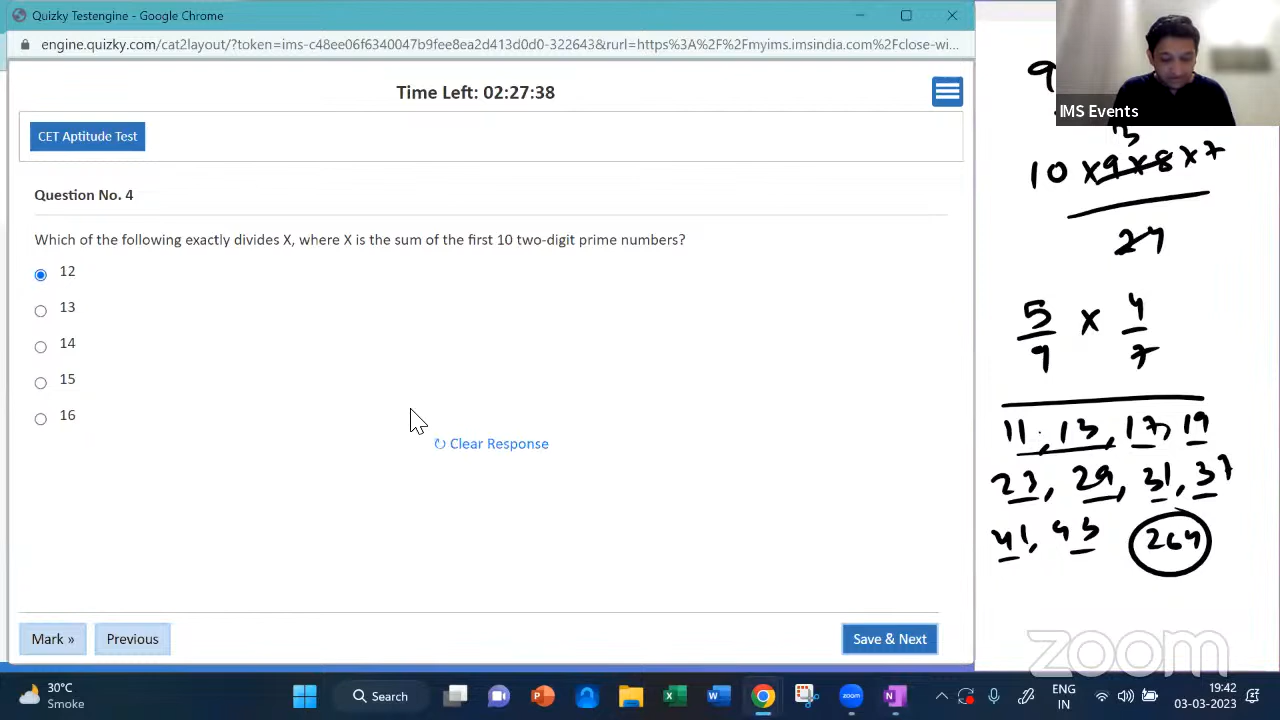 Quizky Testengine - Google Chrome
engine.quizky.com/cat2layout/?token=ims-c48ee06f6340047b9fee8ea2d413d0d0-322643&rurl=https%3A%2F%2Fmyims.imsindia.com%2Fclose-wi...
Time Left: 02:27:38
CET Aptitude Test
Question No. 4
Which of the following exactly divides X, where X is the sum of the first 10 two-digit prime numbers?
12
13
14
15
16
Clear Response
Mark »
Previous
Save & Next
9
IMS Events
3
10 x 9 x 8 x 7
24
5 x 4
9 7
11, 13, 17, 19
23, 29, 31, 37
41, 43 264
zoom
30°C
Smoke
Search
zoom
ENG
IN
19:42
03-03-2023